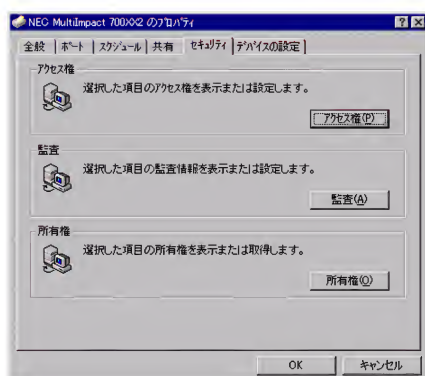 NEC MultiImpact 700XX2 のプロパティ
全般 ポート スケジュール 共有 セキュリティ デバイスの設定
アクセス権
選択した項目のアクセス権を表示または設定します。
アクセス権(P)
監査
選択した項目の監査情報を表示または設定します。
監査(A)
所有権
選択した項目の所有権を表示または取得します。
所有権(O)
OK キャンセル